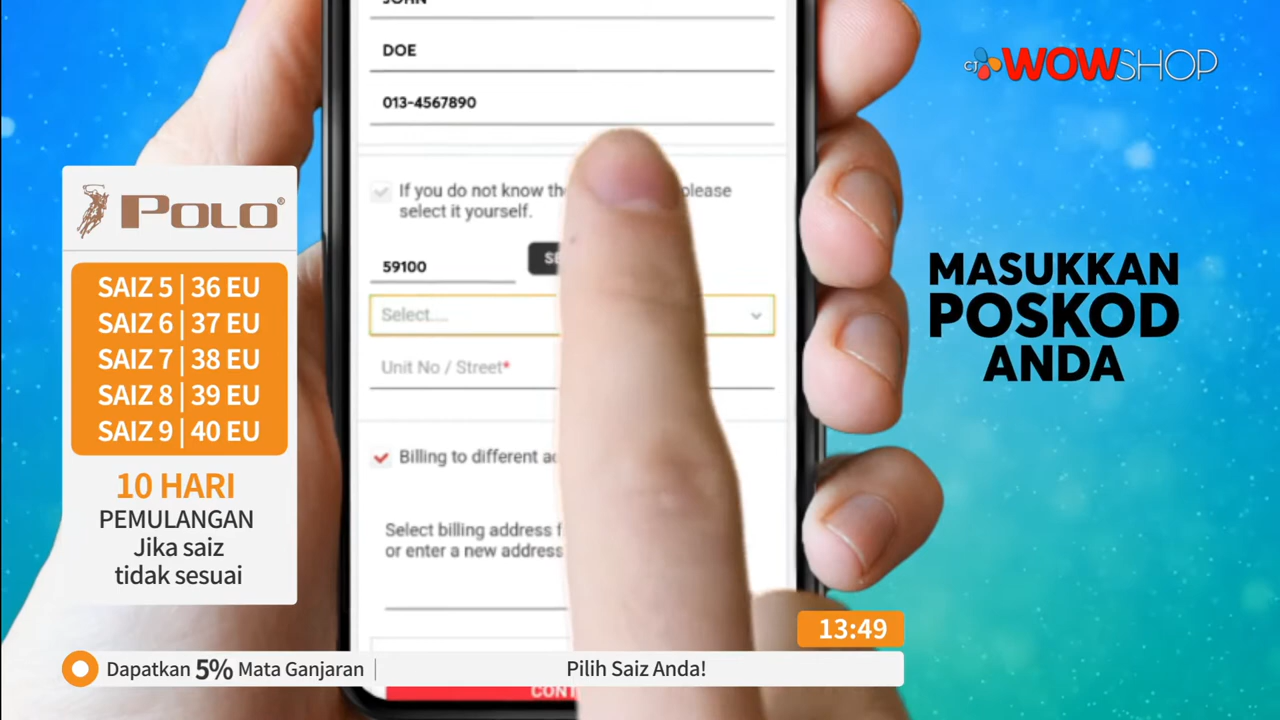 JOHN
DOE
013-4567890
If you do not know the please
select it yourself.
59100
Select....
Unit No / Street*
Billing to different
Select billing address
or enter a new address
CJ WOWSHOP
POLO®
SAIZ 5 | 36 EU
SAIZ 6 | 37 EU
SAIZ 7 | 38 EU
SAIZ 8 | 39 EU
SAIZ 9 | 40 EU
10 HARI
PEMULANGAN
Jika saiz
tidak sesuai
MASUKKAN
POSKOD
ANDA
13:49
Dapatkan 5% Mata Ganjaran | Pilih Saiz Anda!